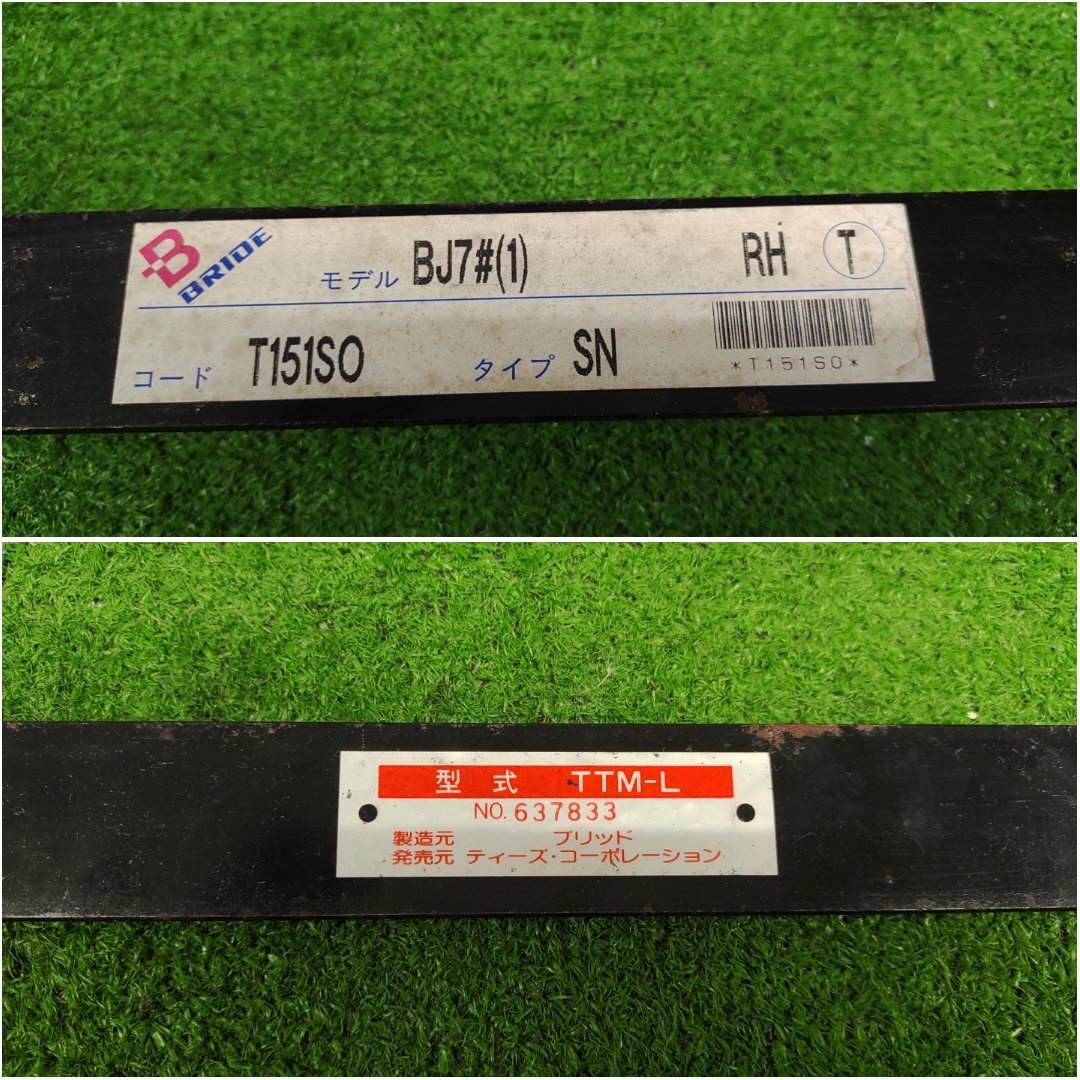 B BRIDE
モデル BJ7#(1) RH T
コード T151SO タイプ SN
*T151SO*
型式 TTM-L
NO. 637833
製造元 ブリッド
発売元 ティーズ・コーポレーション